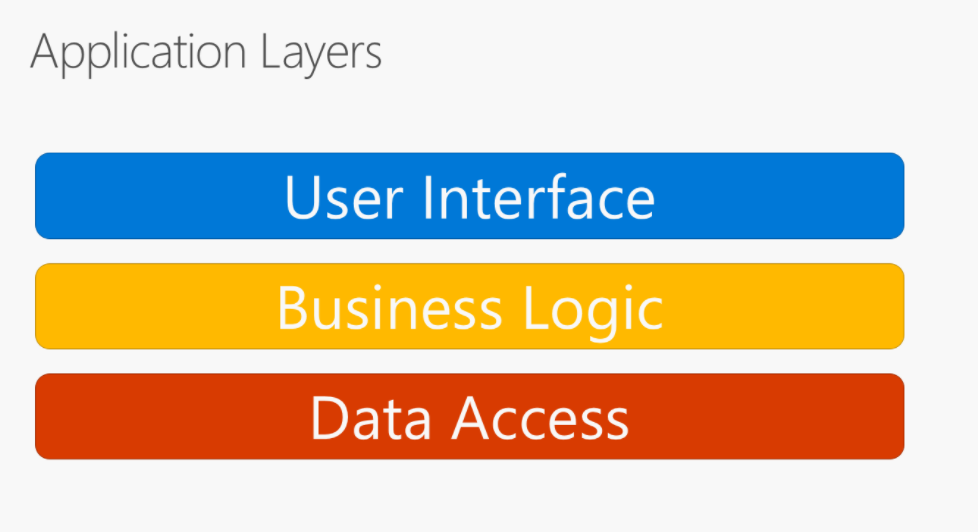 Application Layers
User Interface
Business Logic
Data Access